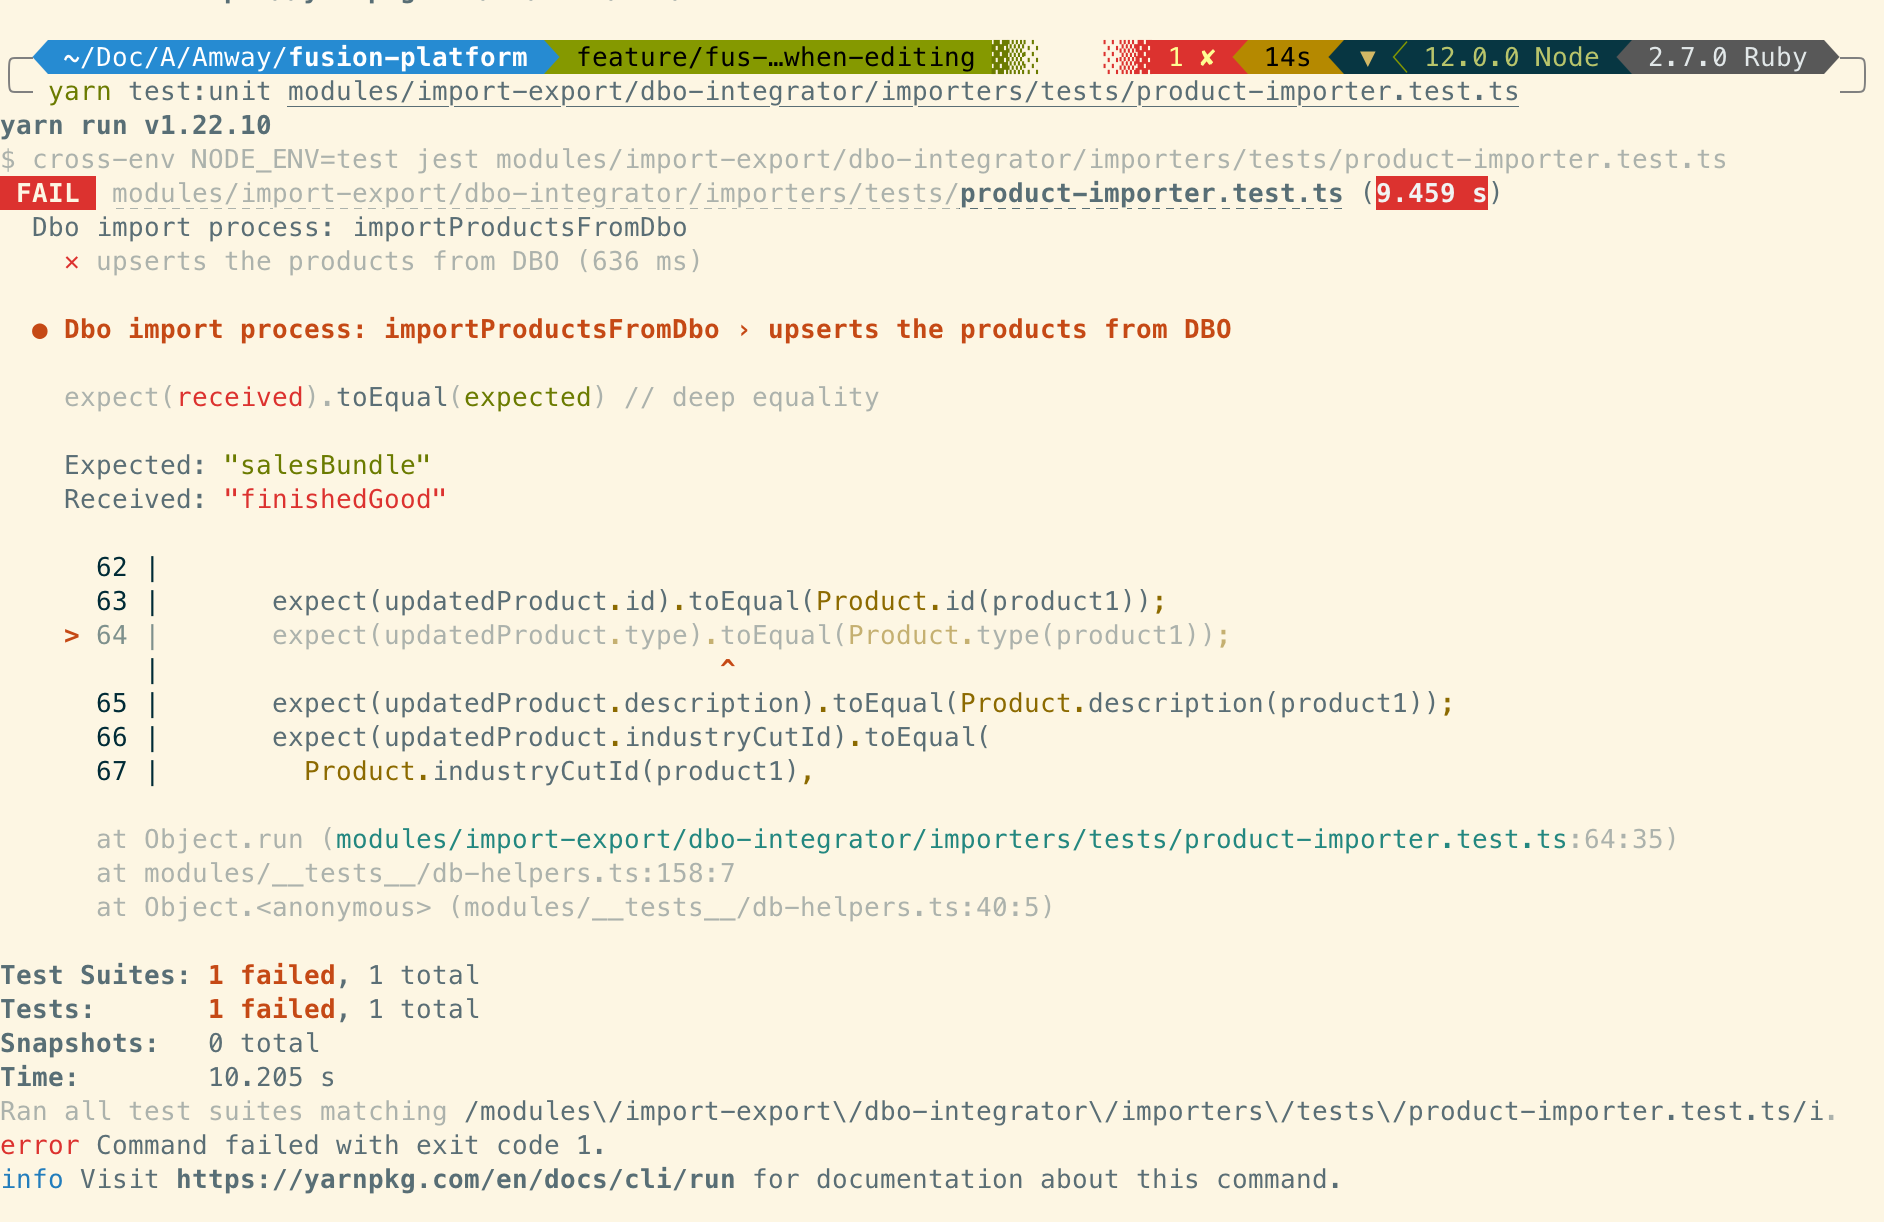 ~/Doc/A/Amway/fusion-platform feature/fus-…when-editing 1 ✘ 14s ▼ 12.0.0 Node 2.7.0 Ruby
yarn test:unit modules/import-export/dbo-integrator/importers/tests/product-importer.test.ts
yarn run v1.22.10
$ cross-env NODE_ENV=test jest modules/import-export/dbo-integrator/importers/tests/product-importer.test.ts
FAIL modules/import-export/dbo-integrator/importers/tests/product-importer.test.ts (9.459 s)
Dbo import process: importProductsFromDbo
✕ upserts the products from DBO (636 ms)
● Dbo import process: importProductsFromDbo › upserts the products from DBO
expect(received).toEqual(expected) // deep equality
Expected: "salesBundle"
Received: "finishedGood"
62 |
63 | expect(updatedProduct.id).toEqual(Product.id(product1));
> 64 | expect(updatedProduct.type).toEqual(Product.type(product1));
| ^
65 | expect(updatedProduct.description).toEqual(Product.description(product1));
66 | expect(updatedProduct.industryCutId).toEqual(
67 | Product.industryCutId(product1),
at Object.run (modules/import-export/dbo-integrator/importers/tests/product-importer.test.ts:64:35)
at modules/__tests__/db-helpers.ts:158:7
at Object.<anonymous> (modules/__tests__/db-helpers.ts:40:5)
Test Suites: 1 failed, 1 total
Tests: 1 failed, 1 total
Snapshots: 0 total
Time: 10.205 s
Ran all test suites matching /modules\/import-export\/dbo-integrator\/importers\/tests\/product-importer.test.ts/i.
error Command failed with exit code 1.
info Visit https://yarnpkg.com/en/docs/cli/run for documentation about this command.